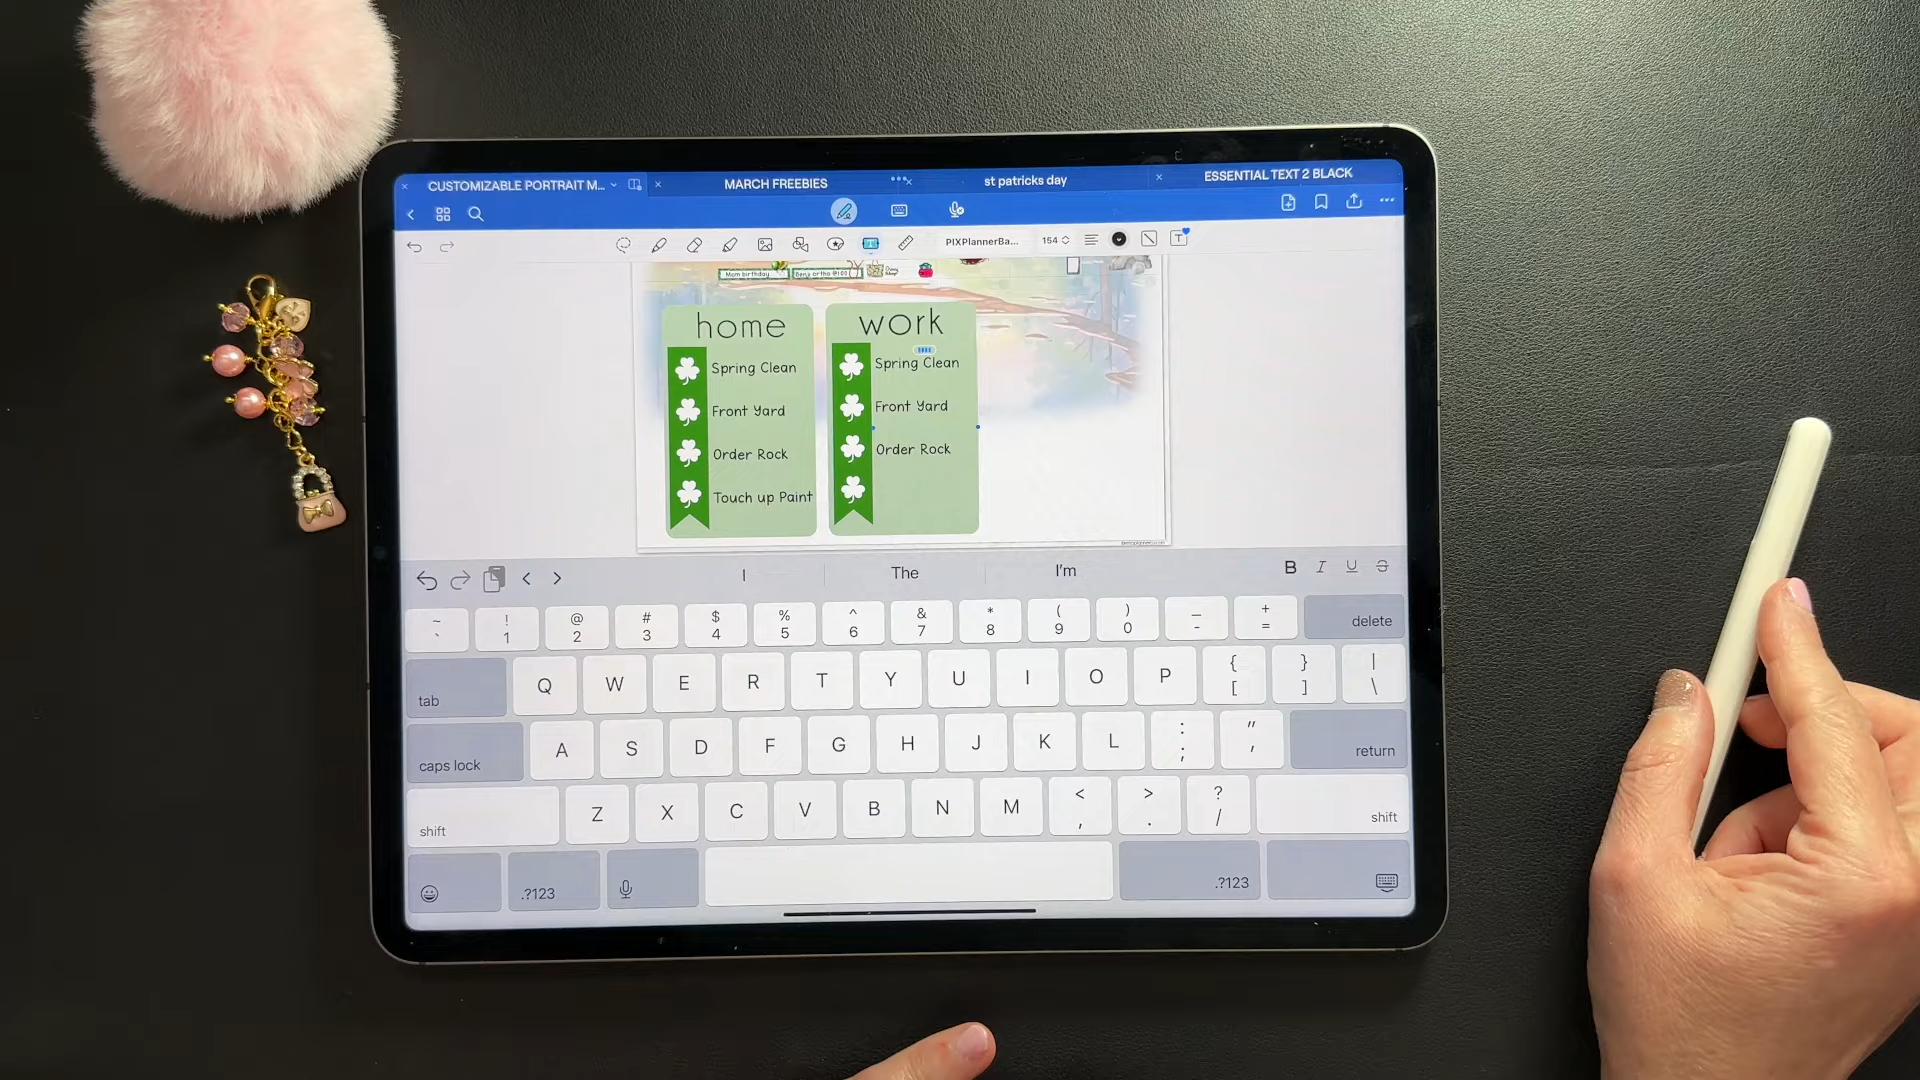 CUSTOMIZABLE PORTRAIT M... MARCH FREEBIES st patricks day ESSENTIAL TEXT 2 BLACK
PIXPlannerBa... 154
Mom birthday
home
Spring Clean
Front Yard
Order Rock
Touch up Paint
work
Spring Clean
Front Yard
Order Rock
I The I'm B I U S
~ ! @ # $ % ^ & * ( ) _ +
` 1 2 3 4 5 6 7 8 9 0 - = delete
tab Q W E R T Y U I O P { [ } ] | \
caps lock A S D F G H J K L : ; " ' return
shift Z X C V B N M < , > . ? / shift
.?123 .?123